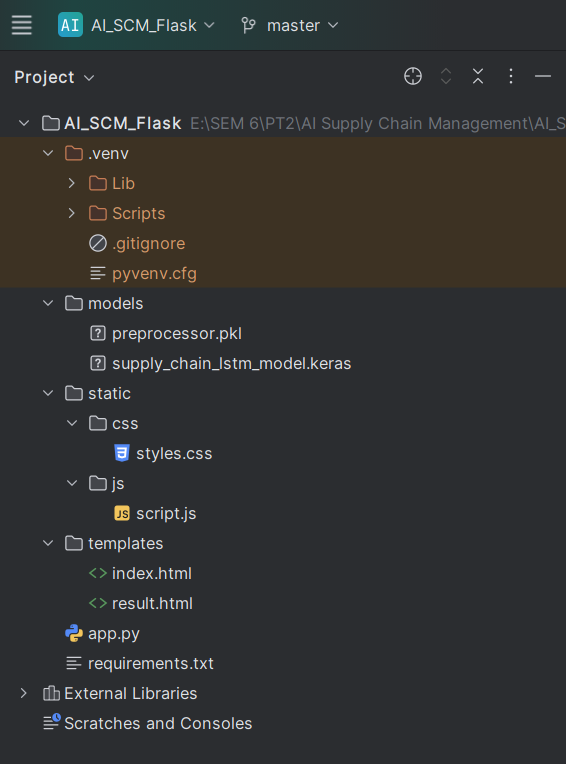 AI AI_SCM_Flask master
Project
AI_SCM_Flask E:\SEM 6\PT2\AI Supply Chain Management\AI_S
.venv
Lib
Scripts
.gitignore
pyvenv.cfg
models
preprocessor.pkl
supply_chain_lstm_model.keras
static
css
styles.css
js
JS script.js
templates
index.html
result.html
app.py
requirements.txt
External Libraries
Scratches and Consoles